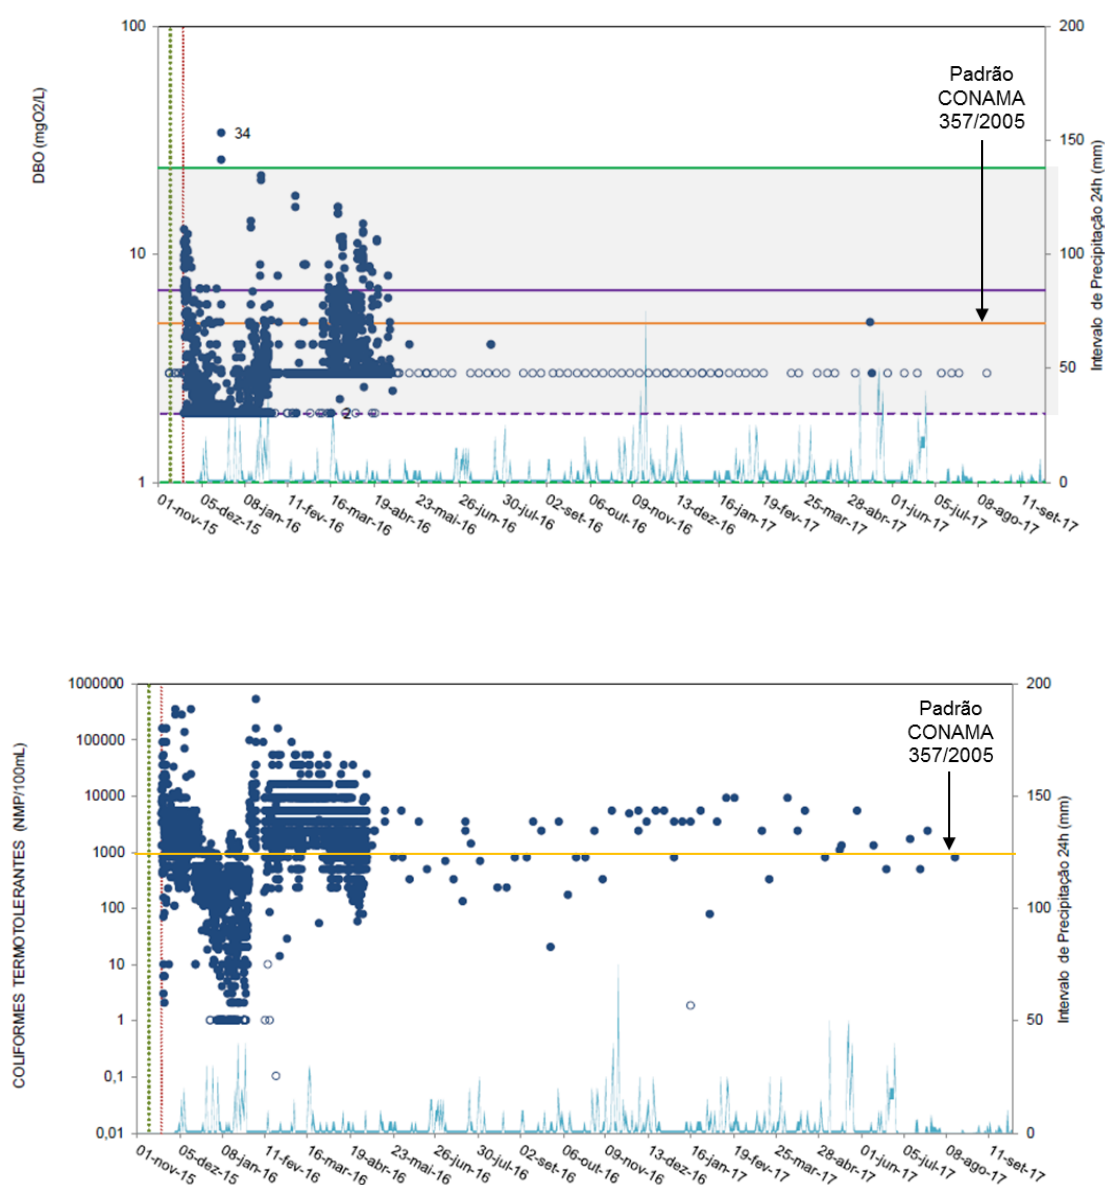 100
200
Padrão
CONAMA
357/2005
DBO (mgO2/L)
Intervalo de Precipitação 24h (mm)
34
150
10
100
50
2
1
0
01-nov-15
05-dez-15
08-jan-16
11-fev-16
16-mar-16
19-abr-16
23-mai-16
26-jun-16
30-jul-16
02-set-16
06-out-16
09-nov-16
13-dez-16
16-jan-17
19-fev-17
25-mar-17
28-abr-17
01-jun-17
05-jul-17
08-ago-17
11-set-17
1000000
200
Padrão
CONAMA
357/2005
COLIFORMES TERMOTOLERANTES (NMP/100mL)
Intervalo de Precipitação 24h (mm)
100000
10000
150
1000
100
100
10
1
50
0,1
0,01
0
01-nov-15
05-dez-15
08-jan-16
11-fev-16
16-mar-16
19-abr-16
23-mai-16
26-jun-16
30-jul-16
02-set-16
06-out-16
09-nov-16
13-dez-16
16-jan-17
19-fev-17
25-mar-17
28-abr-17
01-jun-17
05-jul-17
08-ago-17
11-set-17